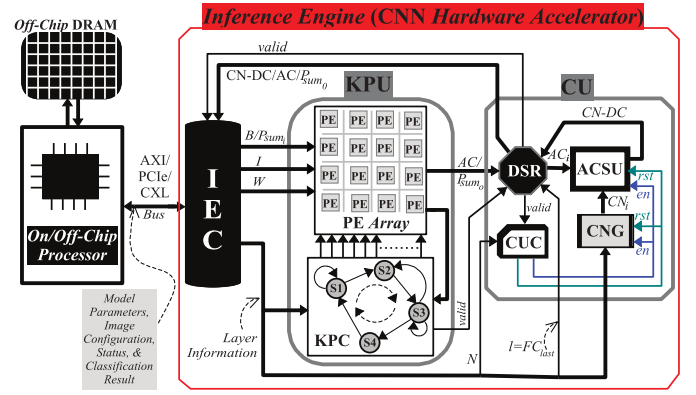 Inference Engine (CNN Hardware Accelerator)
Off-Chip DRAM
valid
CN-DC/AC/Psum0
KPU
CU
CN-DC
B/Psumi
I
W
PE PE PE PE
PE PE PE PE
PE PE PE PE
PE PE PE PE
PE Array
AC/
Psum0
DSR
ACi
ACSU
rst
en
CNi
valid
CUC
CNG
rst
en
AXI/
PCIe/
CXL
Bus
I
E
C
On/Off-Chip
Processor
S1
S2
S3
S4
KPC
valid
N
l=FClast
Layer
Information
Model
Parameters,
Image
Configuration,
Status, &
Classification
Result